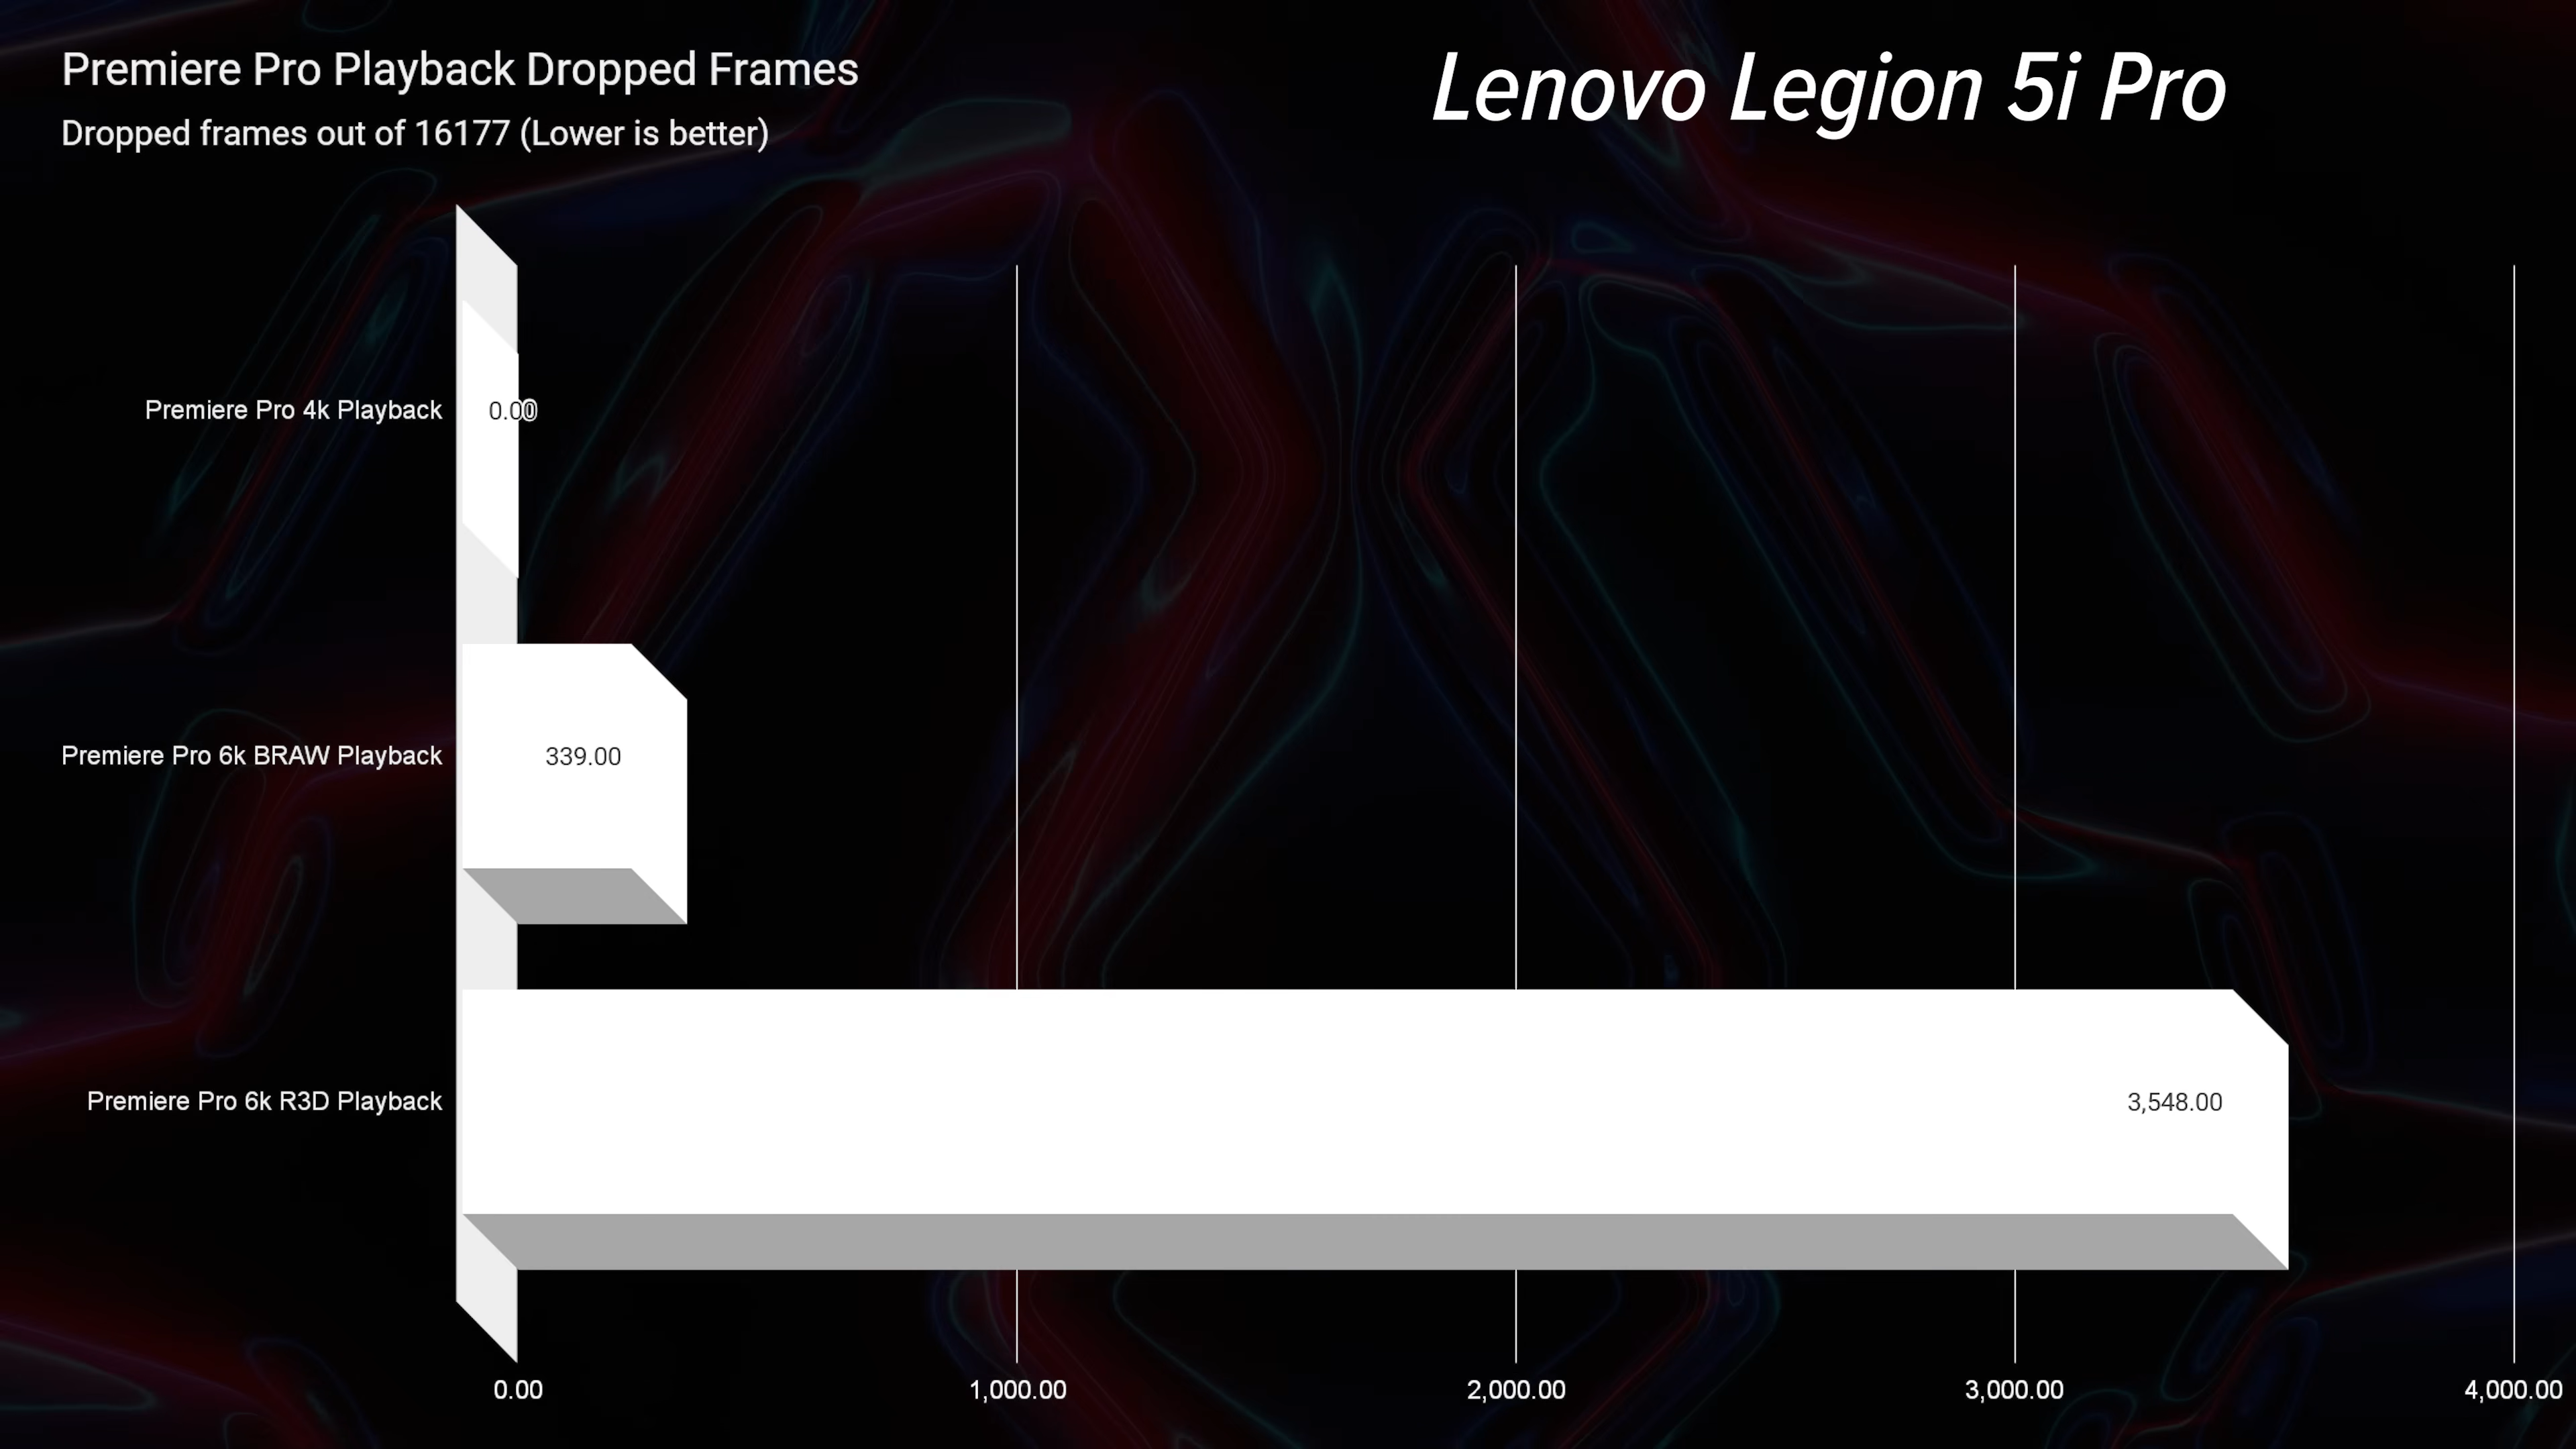 Premiere Pro Playback Dropped Frames
Dropped frames out of 16177 (Lower is better)
Lenovo Legion 5i Pro
Premiere Pro 4k Playback
0.00
Premiere Pro 6k BRAW Playback
339.00
Premiere Pro 6k R3D Playback
3,548.00
0.00 1,000.00 2,000.00 3,000.00 4,000.00